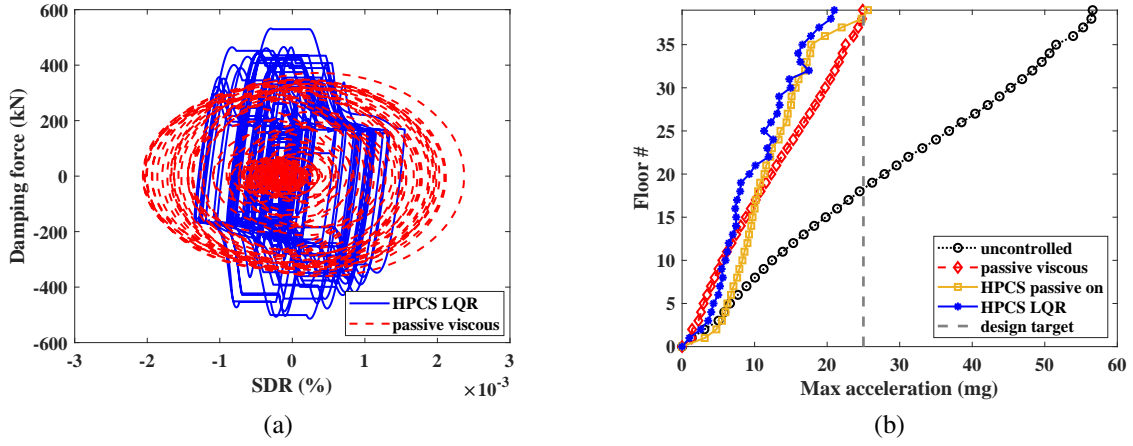 600
400
200
0
-200
-400
-600
Damping force (kN)
-3
-2
-1
0
1
2
3
×10⁻³
SDR (%)
HPCS LQR
passive viscous
(a)
35
30
25
20
15
10
5
0
Floor #
0
10
20
30
40
50
60
Max acceleration (mg)
uncontrolled
passive viscous
HPCS passive on
HPCS LQR
design target
(b)